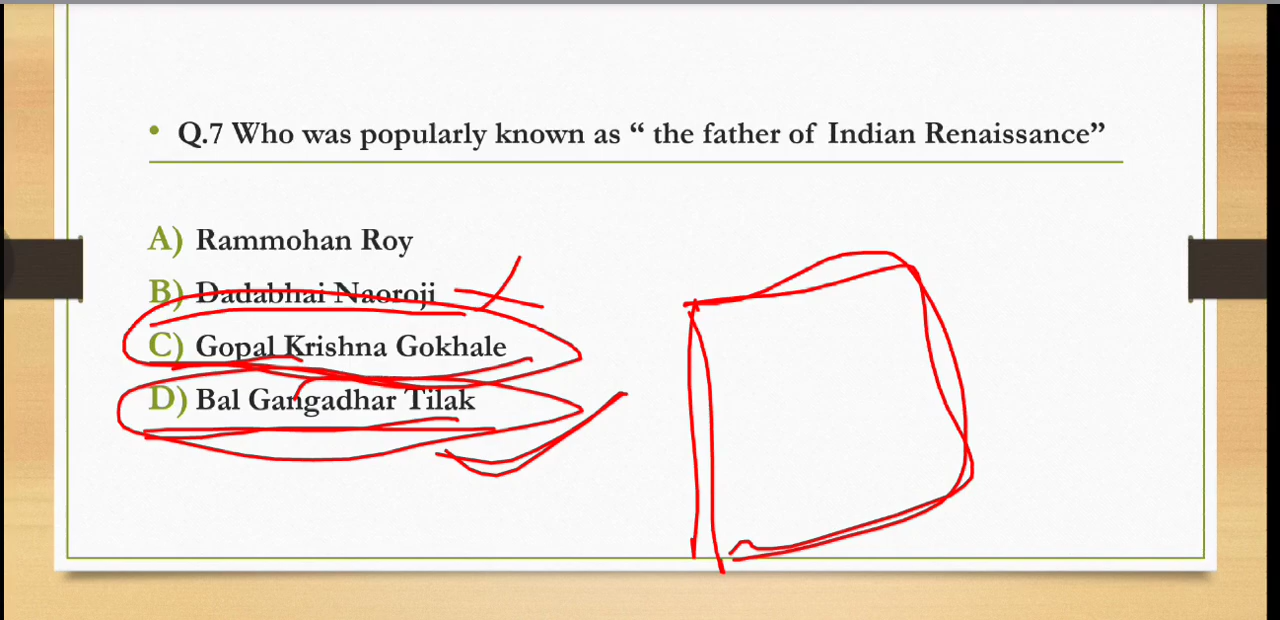 • Q.7 Who was popularly known as “ the father of Indian Renaissance”
A) Rammohan Roy
B) Dadabhai Naoroji
C) Gopal Krishna Gokhale
D) Bal Gangadhar Tilak